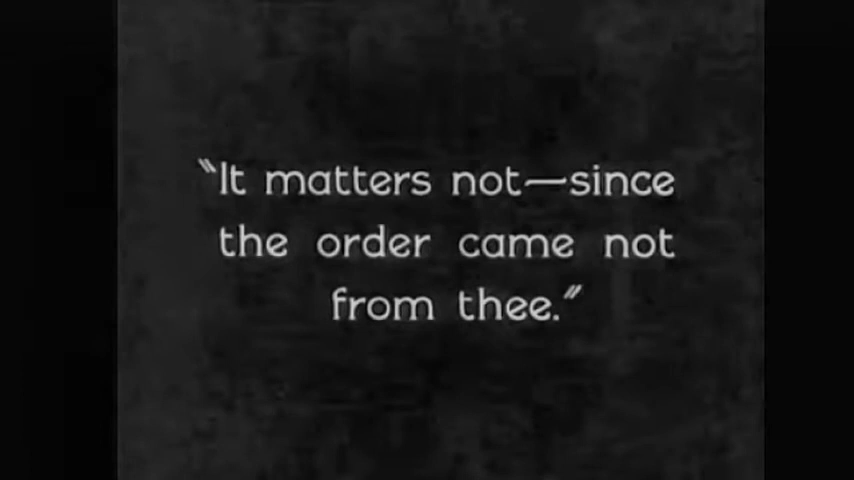 "It matters not—since
the order came not
from thee."